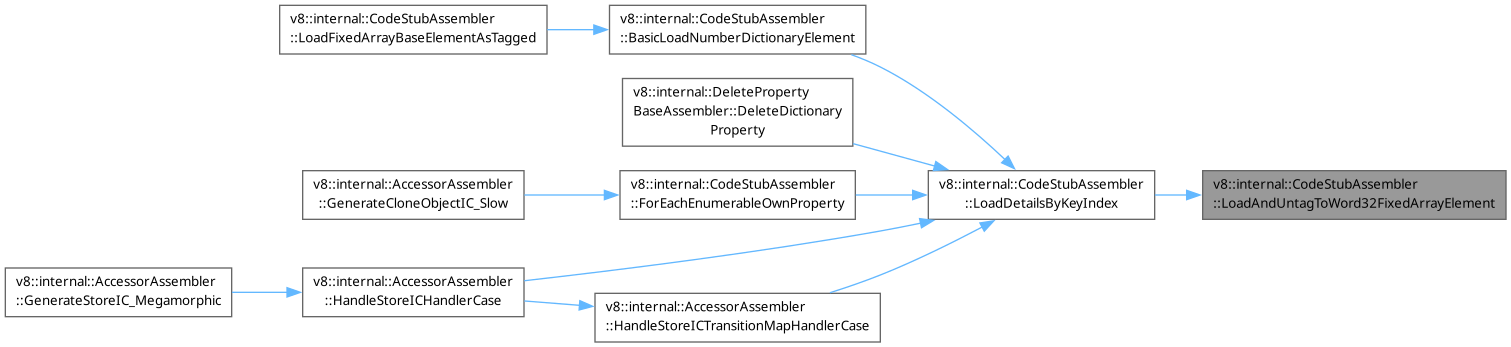 v8::internal::CodeStubAssembler
::LoadFixedArrayBaseElementAsTagged
v8::internal::CodeStubAssembler
::BasicLoadNumberDictionaryElement
v8::internal::DeleteProperty
BaseAssembler::DeleteDictionary
Property
v8::internal::AccessorAssembler
::GenerateCloneObjectIC_Slow
v8::internal::CodeStubAssembler
::ForEachEnumerableOwnProperty
v8::internal::CodeStubAssembler
::LoadDetailsByKeyIndex
v8::internal::CodeStubAssembler
::LoadAndUntagToWord32FixedArrayElement
v8::internal::AccessorAssembler
::GenerateStoreIC_Megamorphic
v8::internal::AccessorAssembler
::HandleStoreICHandlerCase
v8::internal::AccessorAssembler
::HandleStoreICTransitionMapHandlerCase